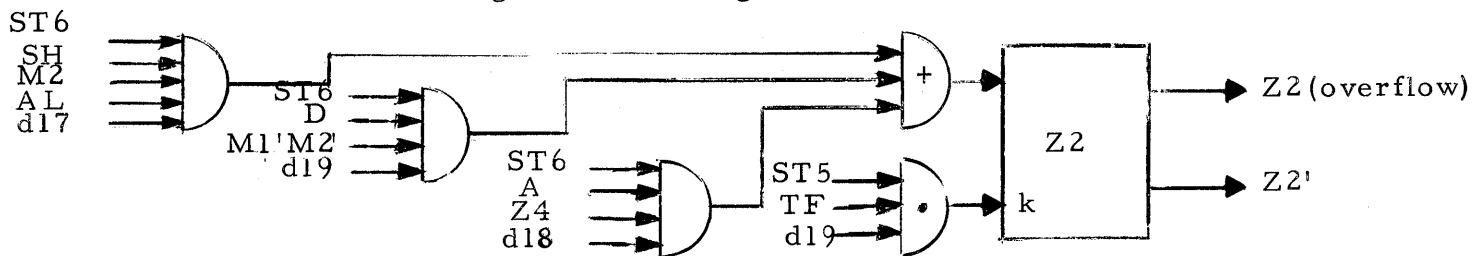 ST6
SH
M2
AL
d17
ST6
D
M1'M2'
d19
ST6
A
Z4
d18
+
ST5
TF
d19
.
k
Z2
Z2 (overflow)
Z2'